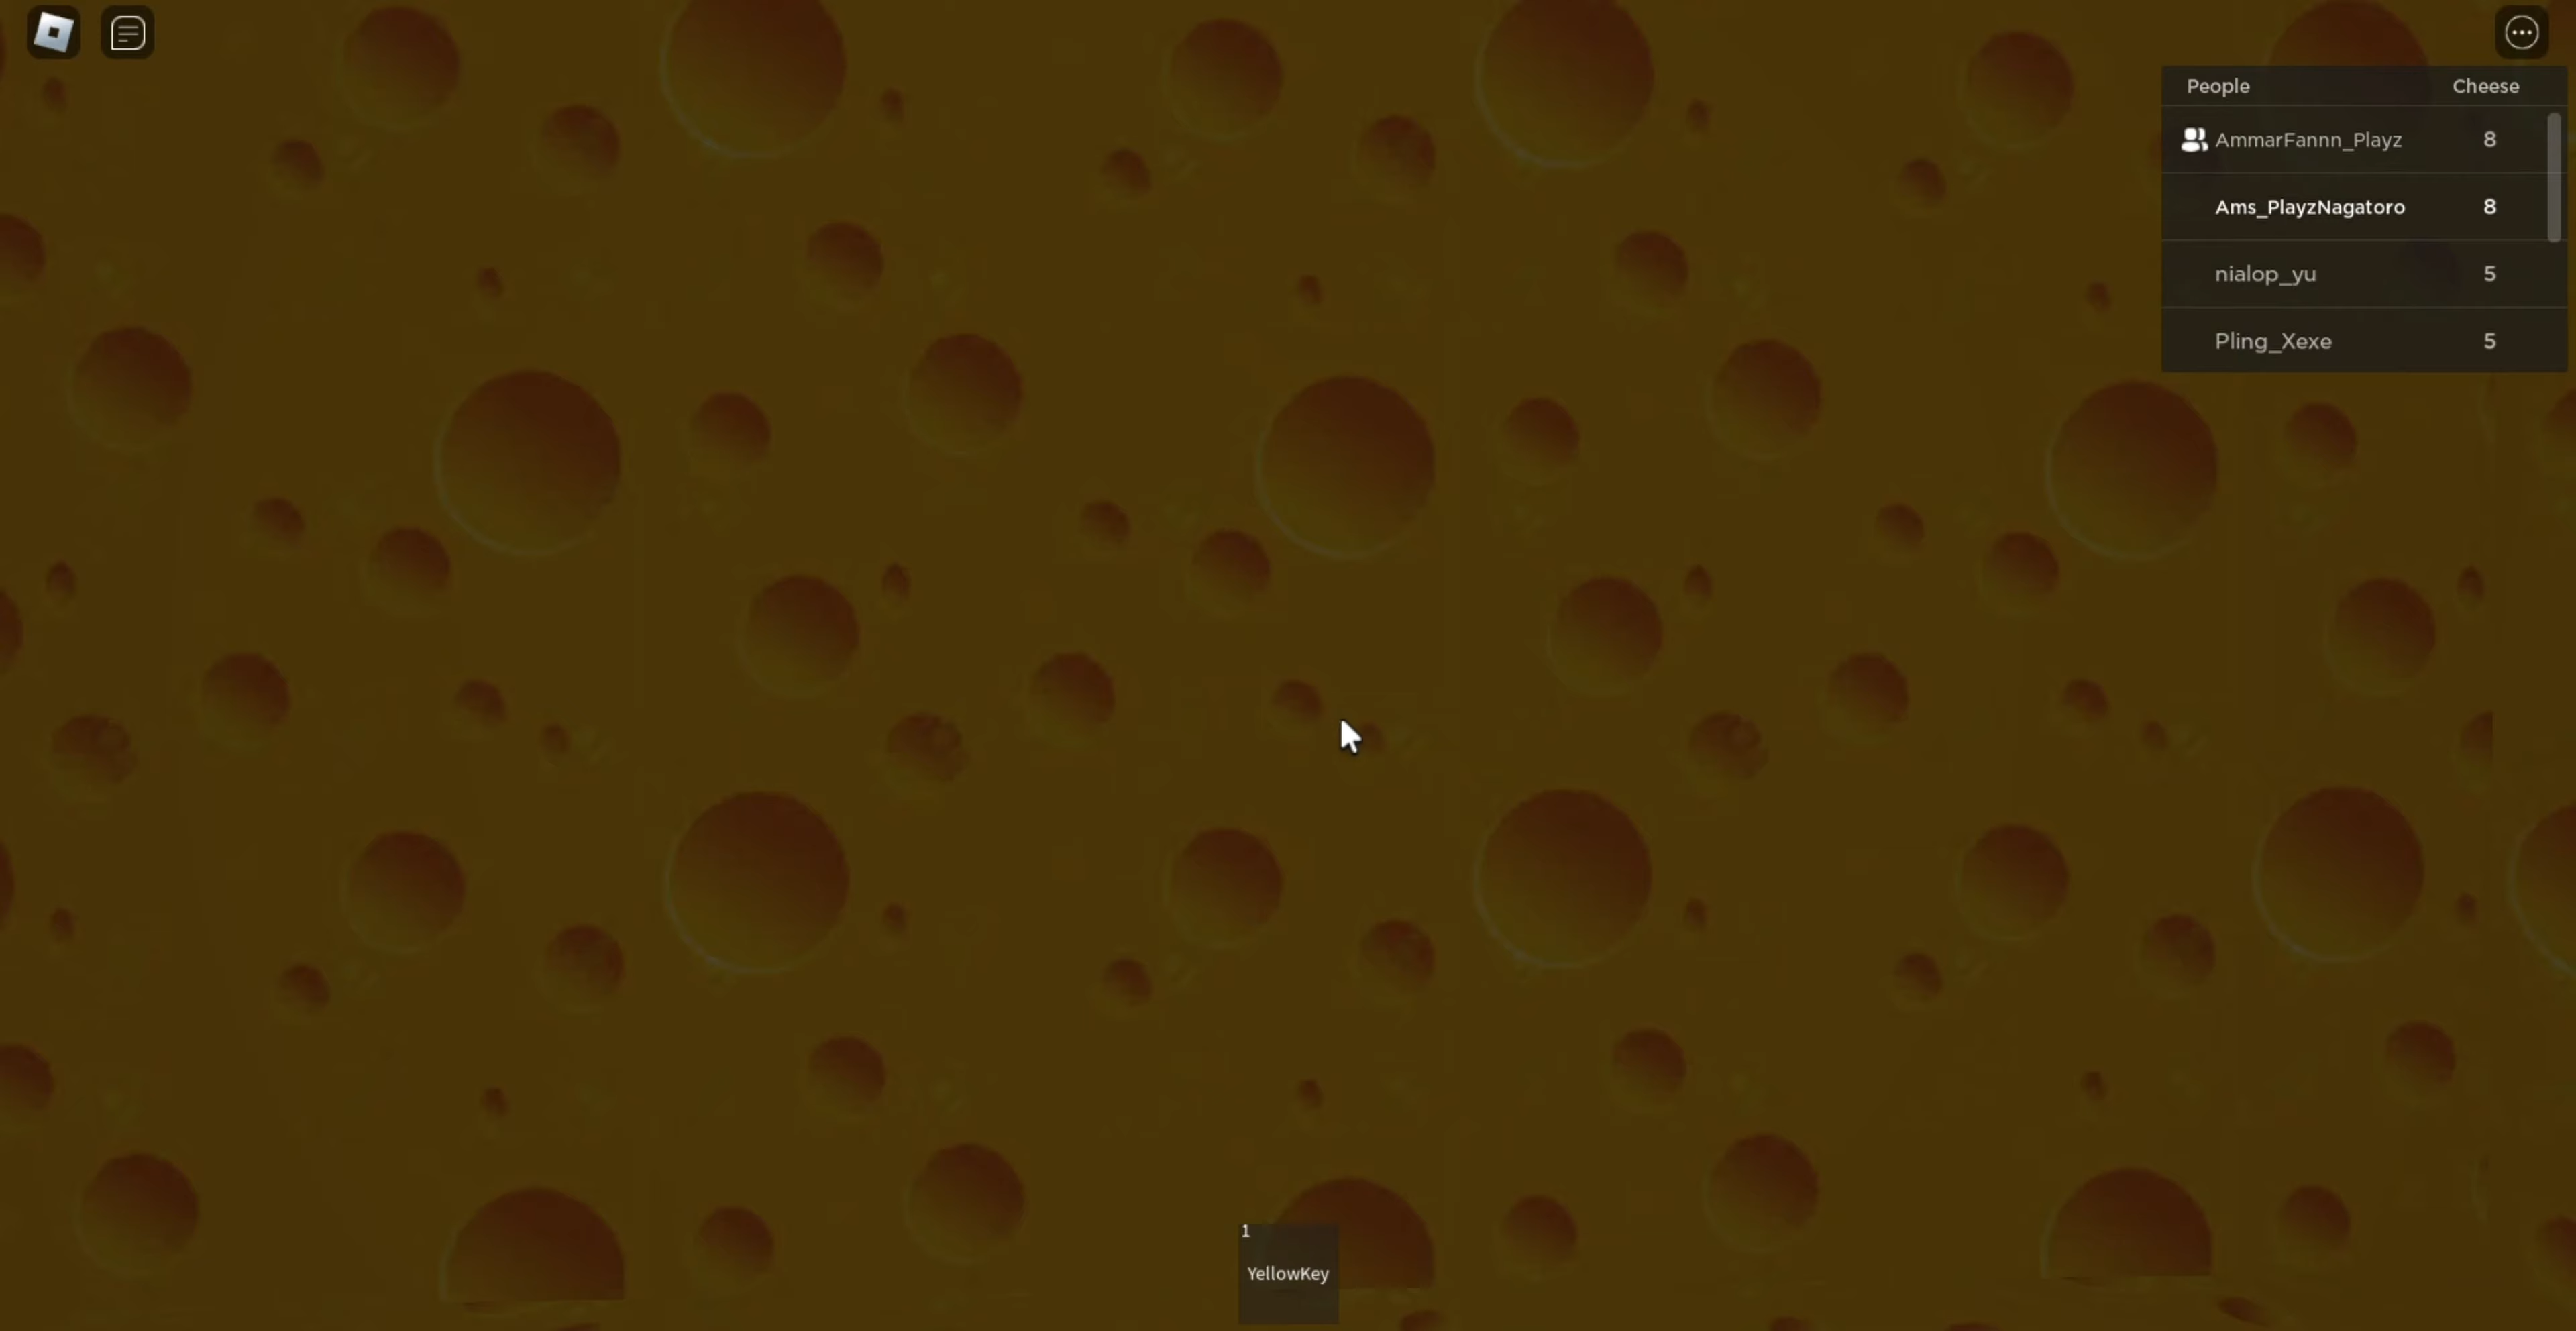 People Cheese
AmmarFannn_Playz 8
Ams_PlayzNagatoro 8
nialop_yu 5
Pling_Xexe 5
1
YellowKey